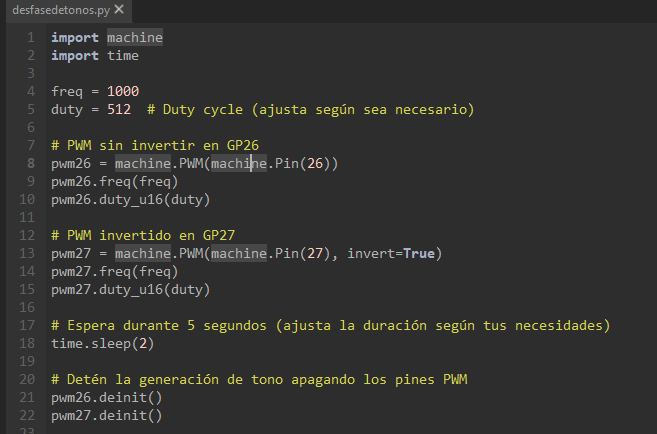 desfasedetonos.py ×
1 import machine
2 import time
3
4 freq = 1000
5 duty = 512  # Duty cycle (ajusta según sea necesario)
6
7 # PWM sin invertir en GP26
8 pwm26 = machine.PWM(machine.Pin(26))
9 pwm26.freq(freq)
10 pwm26.duty_u16(duty)
11
12 # PWM invertido en GP27
13 pwm27 = machine.PWM(machine.Pin(27), invert=True)
14 pwm27.freq(freq)
15 pwm27.duty_u16(duty)
16
17 # Espera durante 5 segundos (ajusta la duración según tus necesidades)
18 time.sleep(2)
19
20 # Detén la generación de tono apagando los pines PWM
21 pwm26.deinit()
22 pwm27.deinit()
23